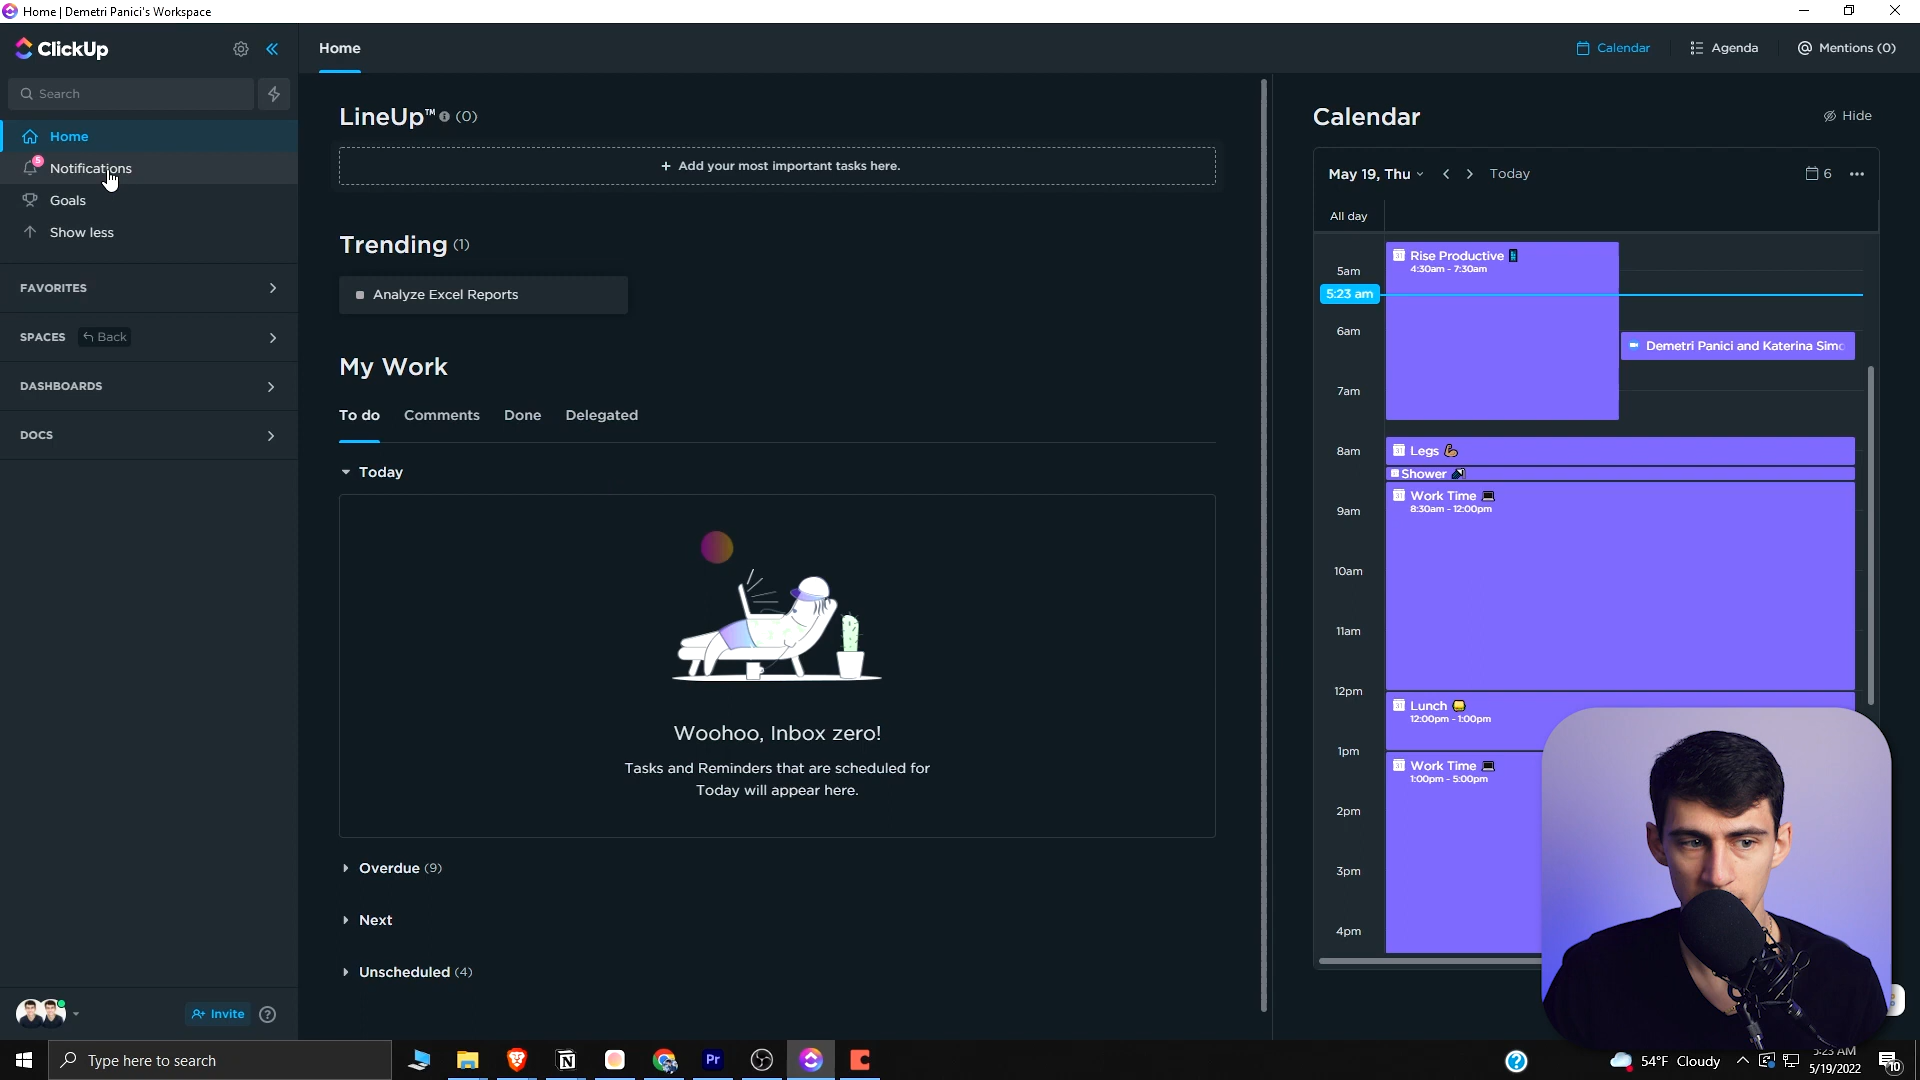 Home | Demetri Panici's Workspace
ClickUp
Search
Home
5
Notifications
Goals
Show less
FAVORITES
SPACES
Back
DASHBOARDS
DOCS
Invite
Home
Calendar
Agenda
Mentions (0)
LineUp™ (0)
+ Add your most important tasks here.
Trending (1)
Analyze Excel Reports
My Work
To do
Comments
Done
Delegated
Today
Woohoo, Inbox zero!
Tasks and Reminders that are scheduled for
Today will appear here.
Overdue (9)
Next
Unscheduled (4)
Calendar
Hide
May 19, Thu
Today
6
All day
5am
5:23 am
6am
7am
8am
9am
10am
11am
12pm
1pm
2pm
3pm
4pm
Rise Productive
4:30am - 7:30am
Demetri Panici and Katerina Simo
Legs
Shower
Work Time
8:30am - 12:00pm
Lunch
12:00pm - 1:00pm
Work Time
1:00pm - 5:00pm
Type here to search
Pr
54°F Cloudy
5:23 AM
5/19/2022
10